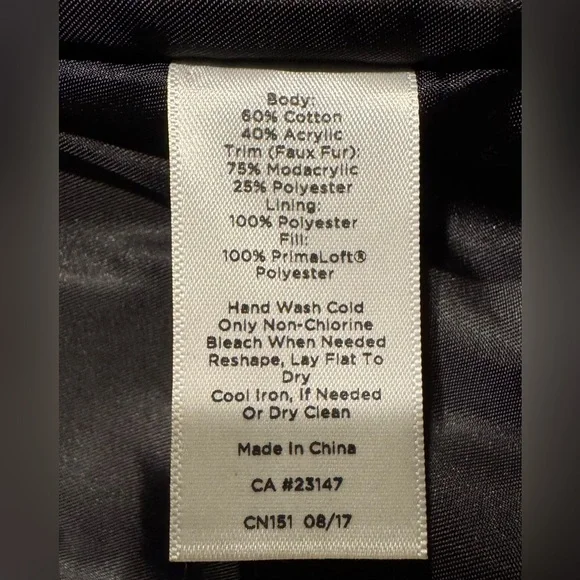 Body:
60% Cotton
40% Acrylic
Trim (Faux Fur):
75% Modacrylic
25% Polyester
Lining:
100% Polyester
Fill:
100% PrimaLoft®
Polyester
Hand Wash Cold
Only Non-Chlorine
Bleach When Needed
Reshape, Lay Flat To
Dry
Cool Iron, If Needed
Or Dry Clean
Made In China
CA #23147
CN151 08/17